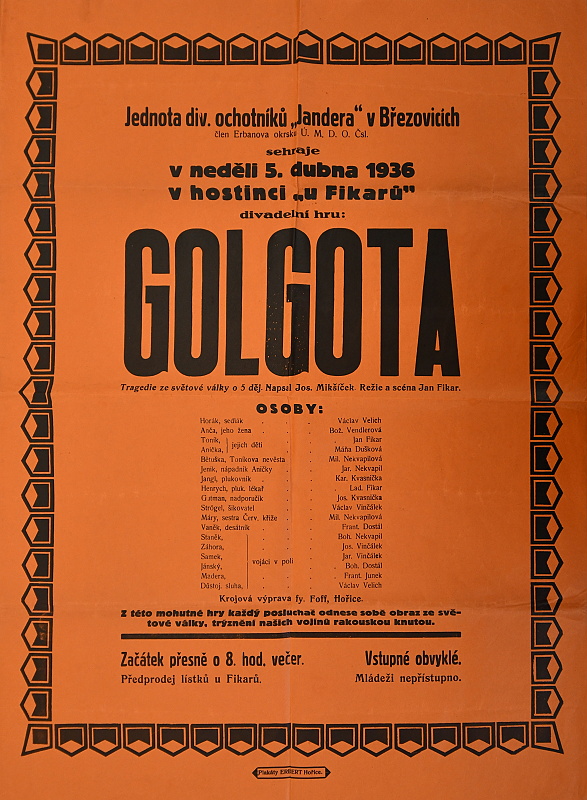 Jednota div. ochotníků „Jandera“ v Březovicích
člen Erbanova okrsku Ú. M. D. O. Čsl.
sehraje
v neděli 5. dubna 1936
v hostinci „u Fikarů“
divadelní hru:
GOLGOTA
Tragedie ze světové války o 5 děj. Napsal Jos. Mikšíček. Režie a scéna Jan Fikar.
OSOBY:
Horák, sedlák . . Václav Velich
Anča, jeho žena . . . Bož. Vendlerová
Toník, Jan Fikar
Anička, jejich děti . . Máňa Dušková
Bětuška, Toníkova nevěsta . . Mil. Nekvapilová
Jeník, nápadník Aničky . . Jar. Nekvapil
Jangl, plukovník . . . Kar. Kvasnička
Henrych, pluk. lékař . . Lad. Fikar
Gutman, nadporučík . . Jos. Kvasnička
Strögel, šikovatel . . Václav Vinčálek
Máry, sestra Červ. kříže . . Mil. Nekvapilová
Vaněk, desátník . . . Frant. Dostál
Staněk, Boh. Nekvapil
Záhora, Jos. Vinčálek
Samek, Jar. Vinčálek
Jánský, vojáci v poli . . Boh. Dostál
Madera, Frant. Junek
Důstoj. sluha, Václav Velich
Krojová výprava fy. Foff, Hořice.
Z této mohutné hry každý posluchač odnese sobě obraz ze svě-
tové války, trýznění našich vojínů rakouskou knutou.
Začátek přesně o 8. hod. večer. Vstupné obvyklé.
Předprodej lístků u Fikarů. Mládeži nepřístupno.
Plakáty ERBERT Hořice.